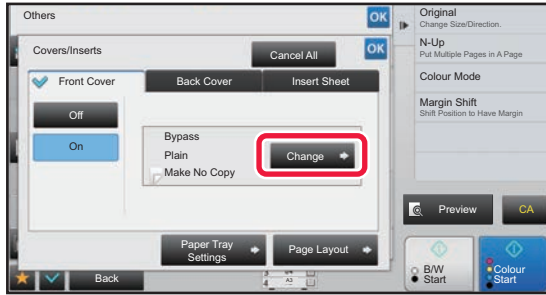 Others
OK
Covers/Inserts
Cancel All
OK
Front Cover
Back Cover
Insert Sheet
Off
On
Bypass
Plain
Make No Copy
Change
Paper Tray
Settings
Page Layout
Back
A3
4
Original
Change Size/Direction.
N-Up
Put Multiple Pages in A Page
Colour Mode
Margin Shift
Shift Position to Have Margin
Preview
CA
B/W
Start
Colour
Start